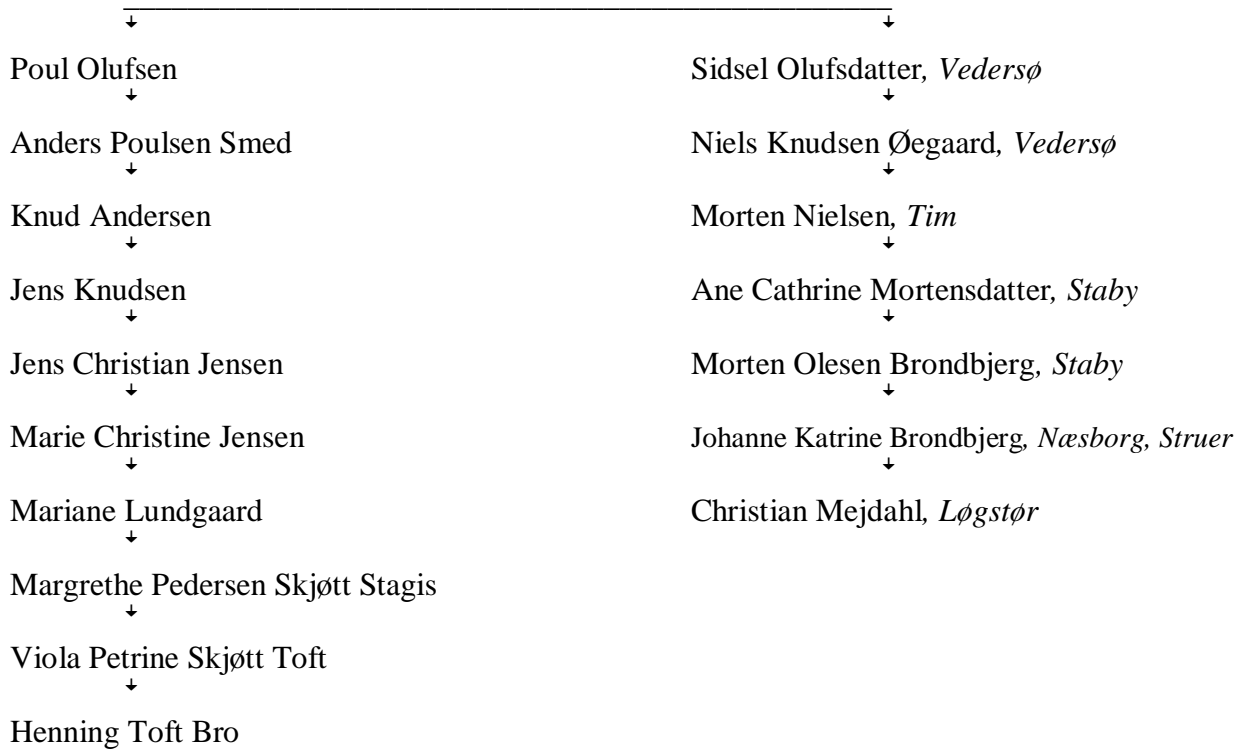 Poul Olufsen Sidsel Olufsdatter, Vedersø
Anders Poulsen Smed Niels Knudsen Øegaard, Vedersø
Knud Andersen Morten Nielsen, Tim
Jens Knudsen Ane Cathrine Mortensdatter, Staby
Jens Christian Jensen Morten Olesen Brondbjerg, Staby
Marie Christine Jensen Johanne Katrine Brondbjerg, Næsborg, Struer
Mariane Lundgaard Christian Mejdahl, Løgstør
Margrethe Pedersen Skjøtt Stagis
Viola Petrine Skjøtt Toft
Henning Toft Bro